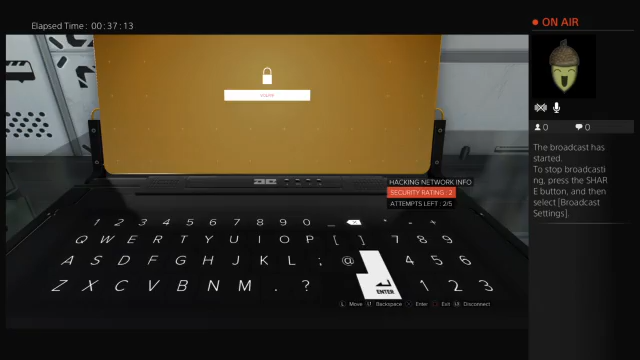 Elapsed Time : 00:37:13
ON AIR
0 0
The broadcast has
started.
To stop broadcasti
ng, press the SHAR
E button, and then
select [Broadcast
Settings].
HACKING NETWORK INFO
SECURITY RATING : 2
ATTEMPTS LEFT : 2/5
1 2 3 4 5 6 7 8 9 0 _ * - +
Q W E R T Y U I O P [ ] 7 8 9
A S D F G H J K L ; @ 4 5 6
ENTER
Z X C V B N M . ? 1 2 3
L Move Backspace Enter Exit Disconnect